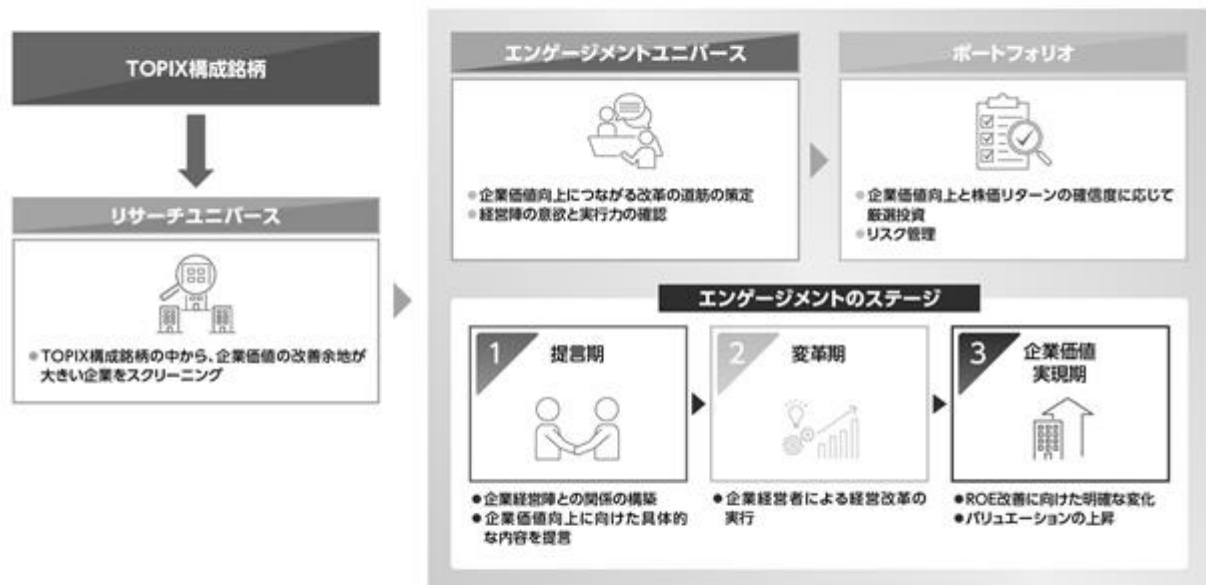 TOPIX構成銘柄
リサーチユニバース
●TOPIX構成銘柄の中から、企業価値の改善余地が
大きい企業をスクリーニング
エンゲージメントユニバース
●企業価値向上につながる改革の道筋の策定
●経営陣の意欲と実行力の確認
ポートフォリオ
●企業価値向上と株価リターンの確信度に応じて
厳選投資
●リスク管理
エンゲージメントのステージ
1 提言期
●企業経営陣との関係の構築
●企業価値向上に向けた具体的
な内容を提言
2 変革期
●企業経営者による経営改革の
実行
3 企業価値
実現期
●ROE改善に向けた明確な変化
●バリュエーションの上昇